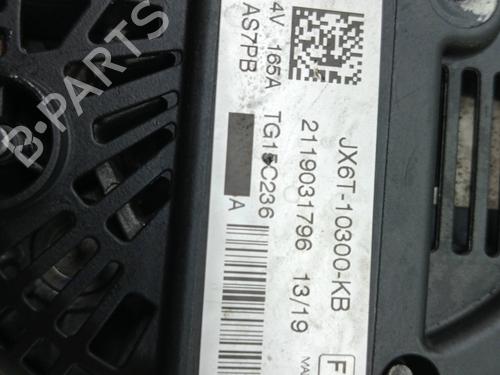 B-PARTS
4V 165A
AS7PB
TG15C236
A
JX6T-10300-KB
2119031796 13/19
F